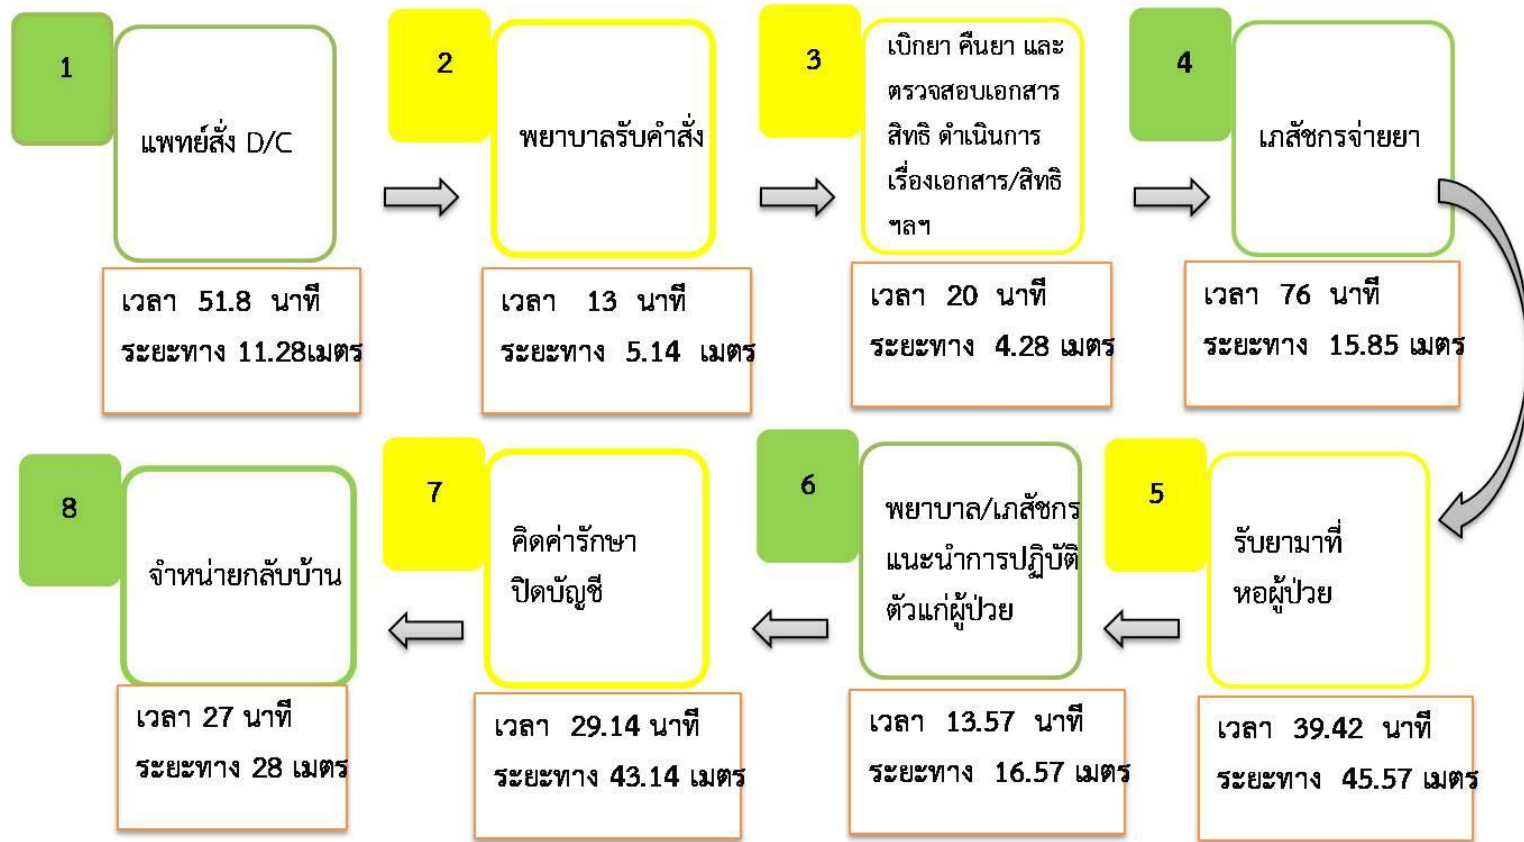 1
แพทย์สั่ง D/C
เวลา 51.8 นาที
ระยะทาง 11.28เมตร
2
พยาบาลรับคำสั่ง
เวลา 13 นาที
ระยะทาง 5.14 เมตร
3
เบิกยา คืนยา และ
ตรวจสอบเอกสาร
สิทธิ ดำเนินการ
เรื่องเอกสาร/สิทธิ
ฯลฯ
เวลา 20 นาที
ระยะทาง 4.28 เมตร
4
เภสัชกรจ่ายยา
เวลา 76 นาที
ระยะทาง 15.85 เมตร
5
รับยามาที่
หอผู้ป่วย
เวลา 39.42 นาที
ระยะทาง 45.57 เมตร
6
พยาบาล/เภสัชกร
แนะนำการปฏิบัติ
ตัวแก่ผู้ป่วย
เวลา 13.57 นาที
ระยะทาง 16.57 เมตร
7
คิดค่ารักษา
ปิดบัญชี
เวลา 29.14 นาที
ระยะทาง 43.14 เมตร
8
จำหน่ายกลับบ้าน
เวลา 27 นาที
ระยะทาง 28 เมตร